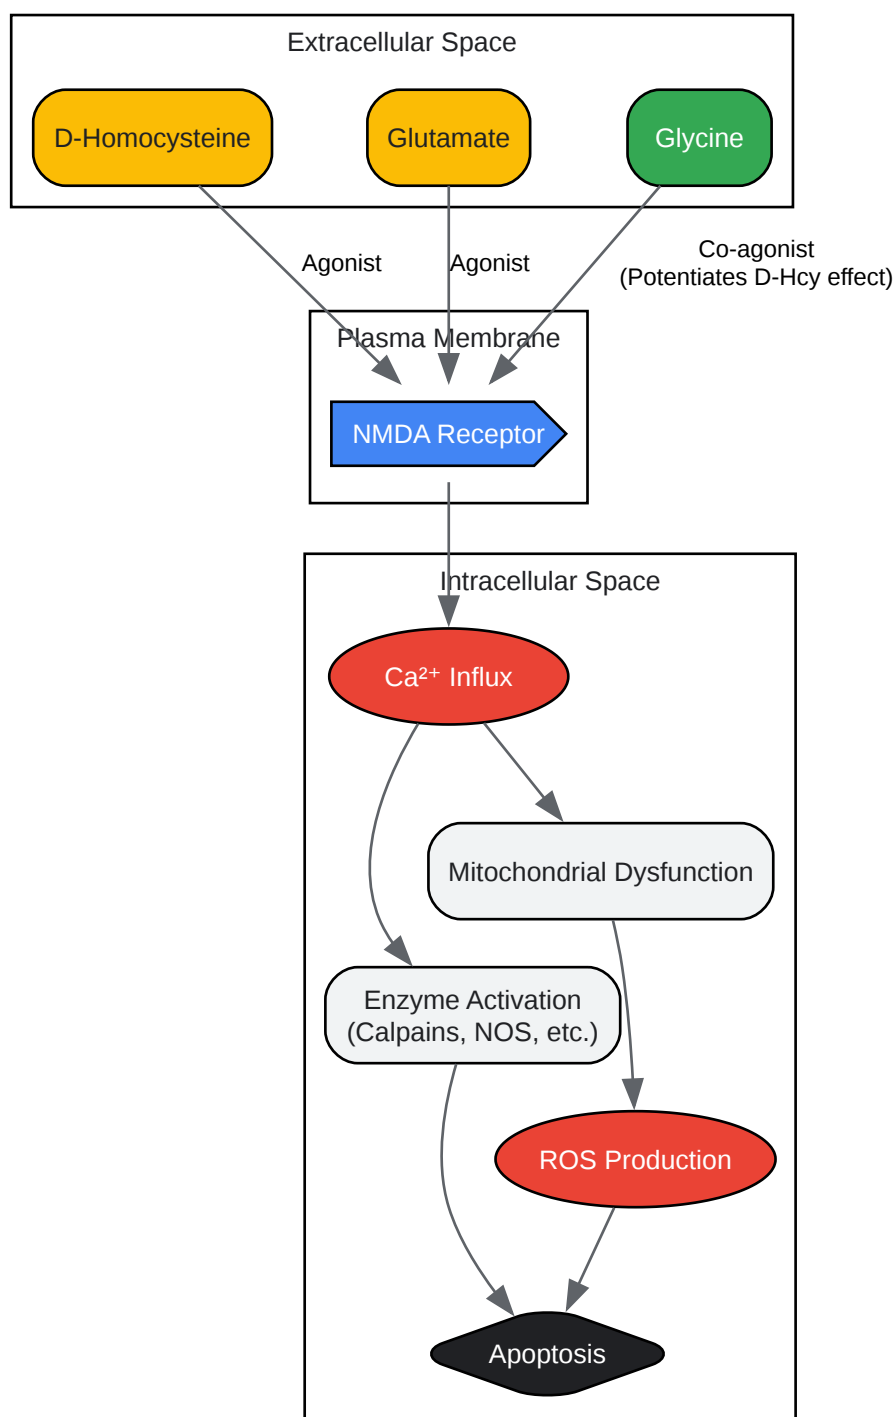 Extracellular Space
D-Homocysteine
Glutamate
Glycine
Agonist
Agonist
Co-agonist
(Potentiates D-Hcy effect)
Plasma Membrane
NMDA Receptor
Intracellular Space
Ca²⁺ Influx
Mitochondrial Dysfunction
Enzyme Activation
(Calpains, NOS, etc.)
ROS Production
Apoptosis